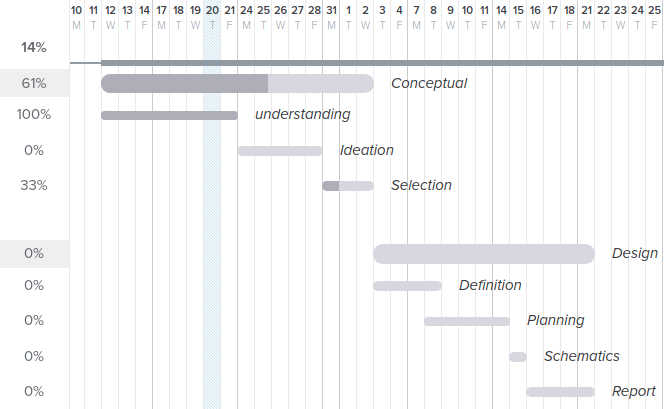 10 11 12 13 14 17 18 19 20 21 24 25 26 27 28 31 1 2 3 4 7 8 9 10 11 14 15 16 17 18 21 22 23 24 25
M T W T F M T W T F M T W T F M T W T F M T W T F M T W T F M T W T F
14%
61% Conceptual
100% understanding
0% Ideation
33% Selection
0% Design
0% Definition
0% Planning
0% Schematics
0% Report